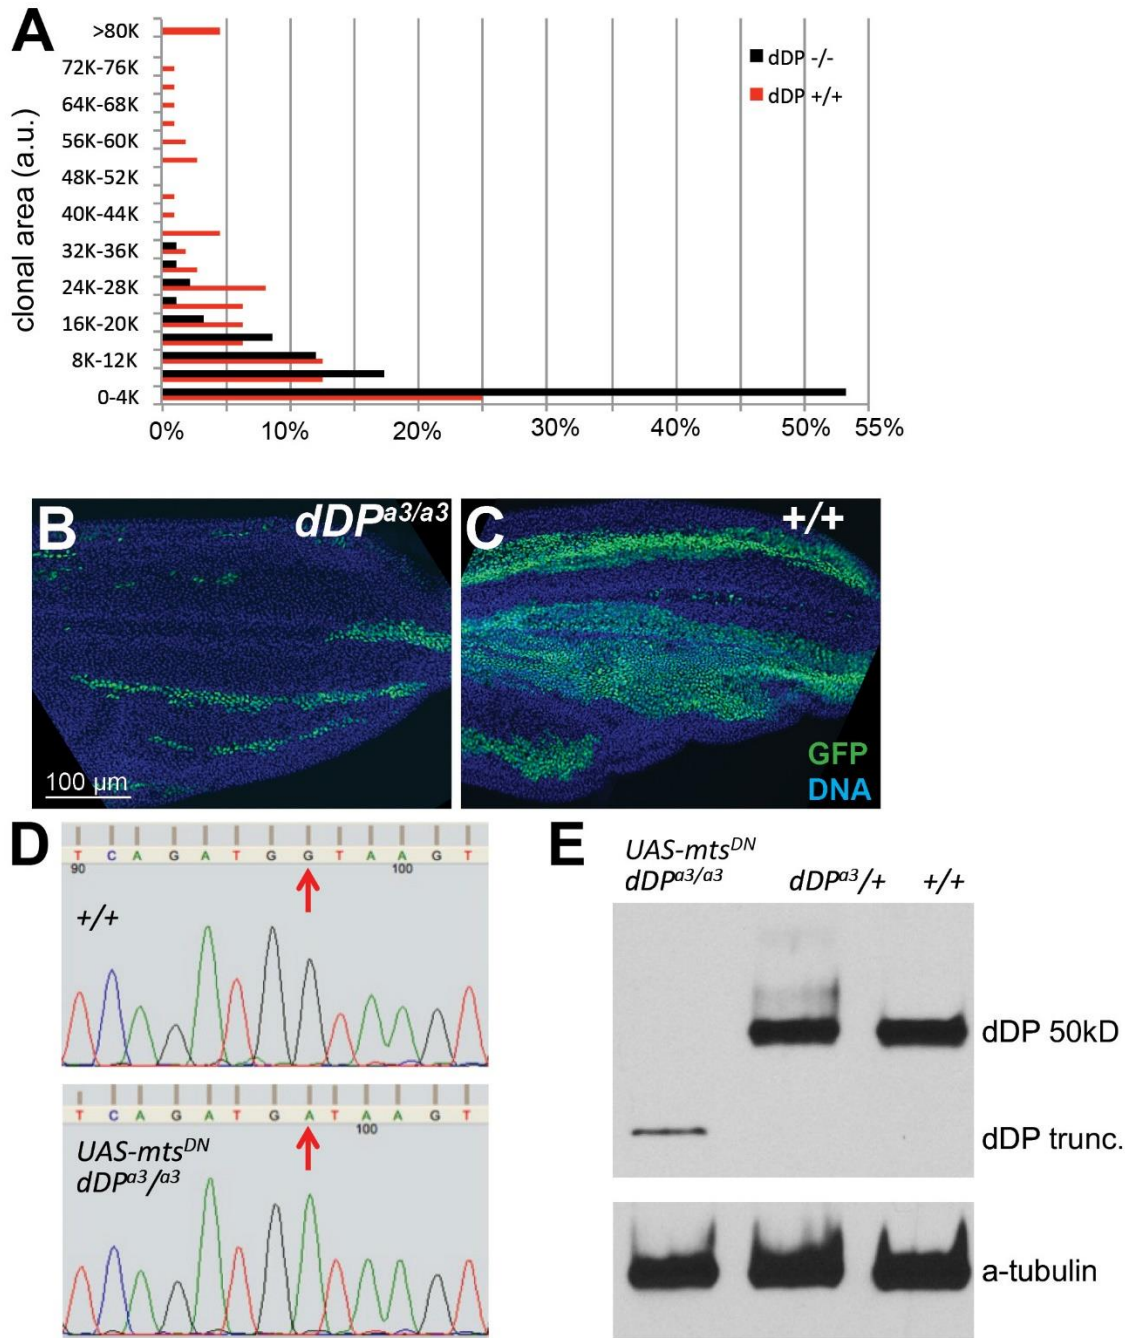 A
clonal area (a.u.)
>80K
72K-76K
64K-68K
56K-60K
48K-52K
40K-44K
32K-36K
24K-28K
16K-20K
8K-12K
0-4K
0% 10% 20% 30% 40% 50% 55%
dDP -/-
dDP +/+
B dDPa3/a3
100 µm
C +/+
GFP
DNA
D
T C A G A T G G T A A G T
90 100
+/+
T C A G A T G A T A A G T
100
UAS-mtsDN
dDPa3/a3
E
UAS-mtsDN
dDPa3/a3 dDPa3/+ +/+
dDP 50kD
dDP trunc.
a-tubulin